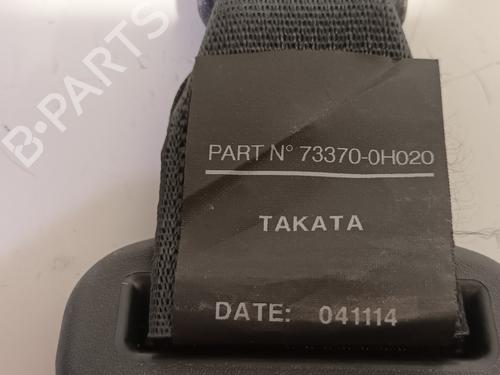 PART N° 73370-0H020
TAKATA
DATE: 041114
B-PARTS